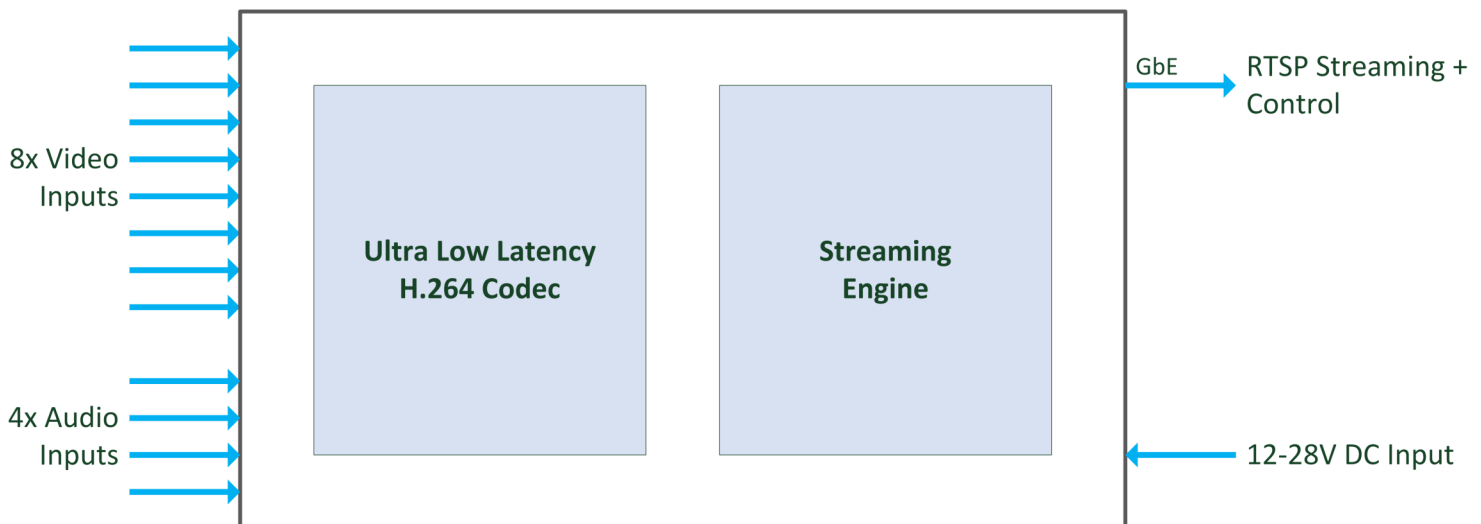 8x Video
Inputs
4x Audio
Inputs
Ultra Low Latency
H.264 Codec
Streaming
Engine
GbE
RTSP Streaming +
Control
12-28V DC Input